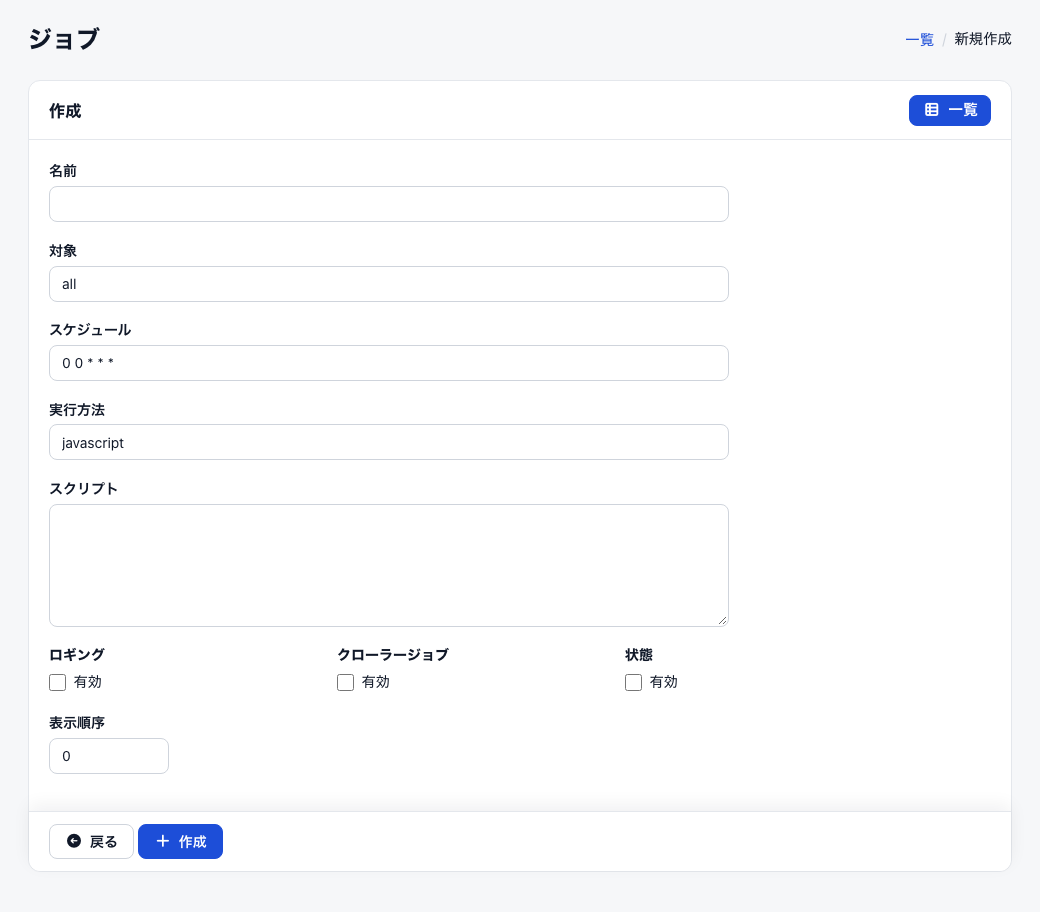 ジョブ
一覧 / 新規作成
作成
一覧
名前
対象
all
スケジュール
0 0 * * *
実行方法
javascript
スクリプト
ロギング クローラージョブ 状態
有効 有効 有効
表示順序
0
戻る 作成